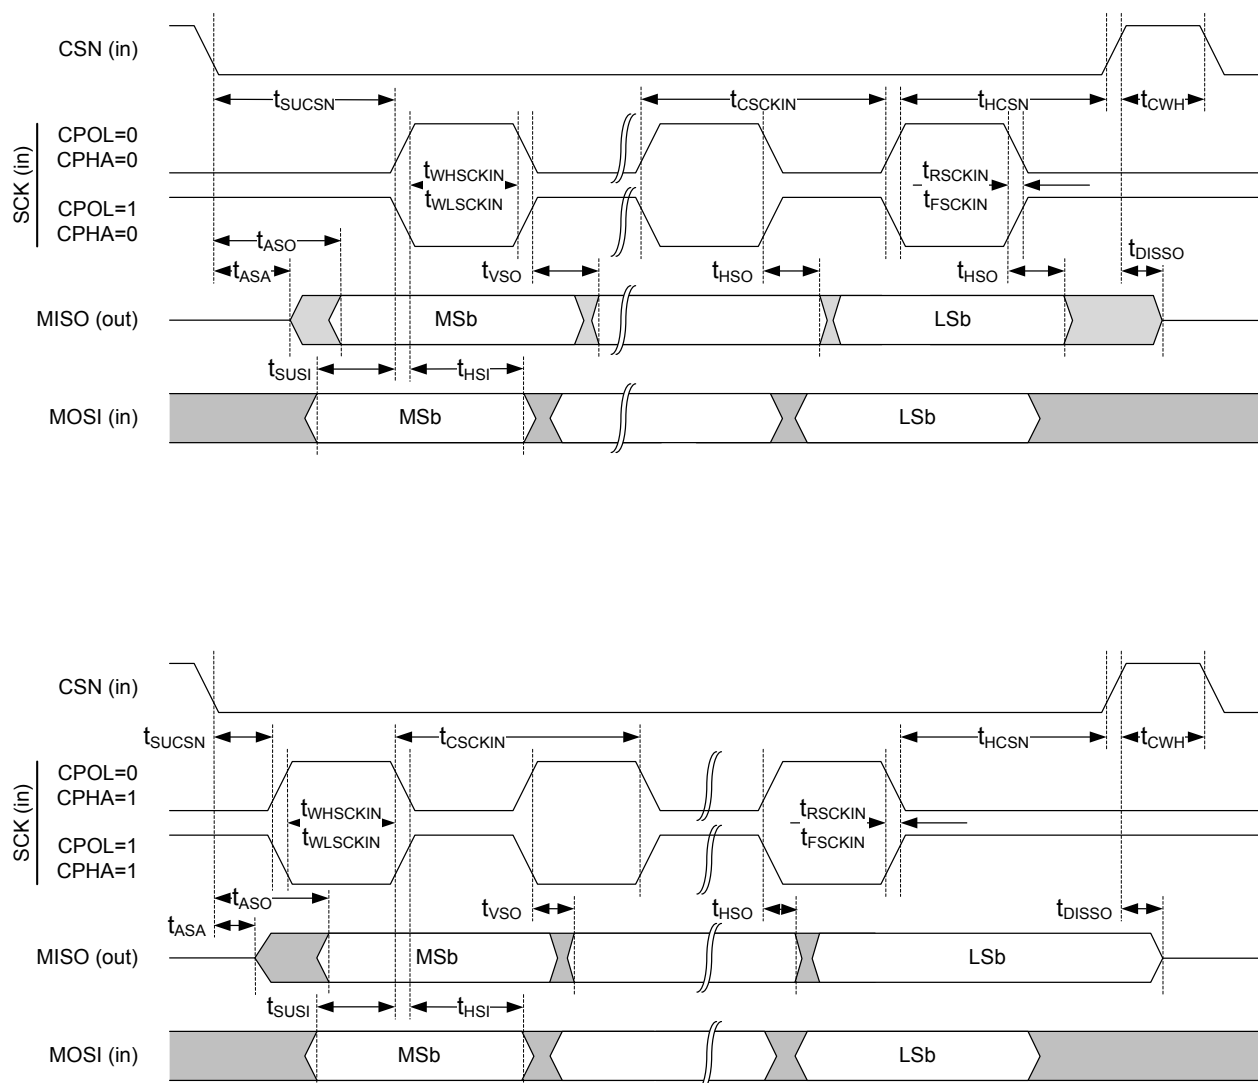 CSN (in)
tSUCSN
tCSCKIN
tHCSN
tCWH
SCK (in)
CPOL=0
CPHA=0
tWHSCKIN
tRSCKIN
tWLSCKIN
tFSCKIN
CPOL=1
CPHA=0
tASO
tASA
tVSO
tHSO
tHSO
tDISSO
MISO (out)
MSb
LSb
tSUSI
tHSI
MOSI (in)
MSb
LSb
CSN (in)
tSUCSN
tCSCKIN
tHCSN
tCWH
SCK (in)
CPOL=0
CPHA=1
tWHSCKIN
tRSCKIN
tWLSCKIN
tFSCKIN
CPOL=1
CPHA=1
tASO
tASA
tVSO
tHSO
tDISSO
MISO (out)
MSb
LSb
tSUSI
tHSI
MOSI (in)
MSb
LSb